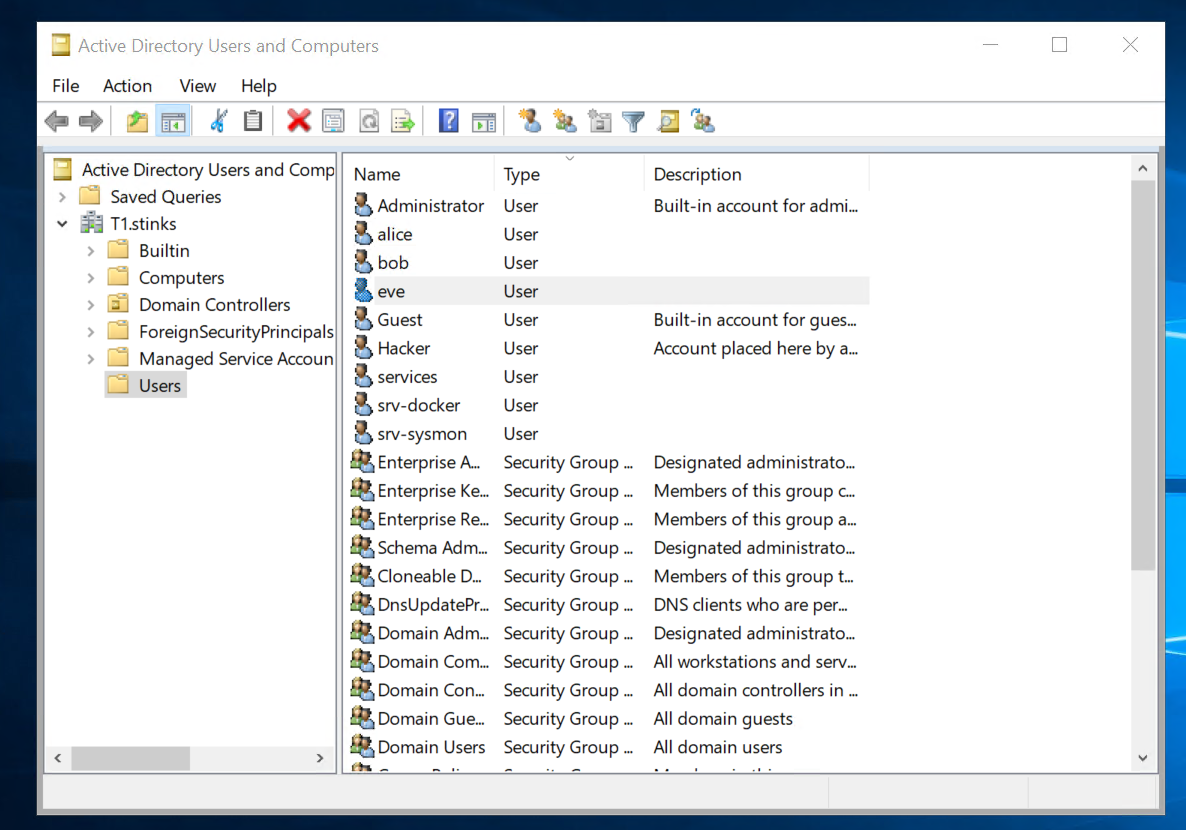 Active Directory Users and Computers
File Action View Help
Active Directory Users and Comp
Saved Queries
T1.stinks
Builtin
Computers
Domain Controllers
ForeignSecurityPrincipals
Managed Service Accoun
Users
Name Type Description
Administrator User Built-in account for admi...
alice User
bob User
eve User
Guest User Built-in account for gues...
Hacker User Account placed here by a...
services User
srv-docker User
srv-sysmon User
Enterprise A... Security Group ... Designated administrato...
Enterprise Ke... Security Group ... Members of this group c...
Enterprise Re... Security Group ... Members of this group a...
Schema Adm... Security Group ... Designated administrato...
Cloneable D... Security Group ... Members of this group t...
DnsUpdatePr... Security Group ... DNS clients who are per...
Domain Adm... Security Group ... Designated administrato...
Domain Com... Security Group ... All workstations and serv...
Domain Con... Security Group ... All domain controllers in ...
Domain Gue... Security Group ... All domain guests
Domain Users Security Group ... All domain users